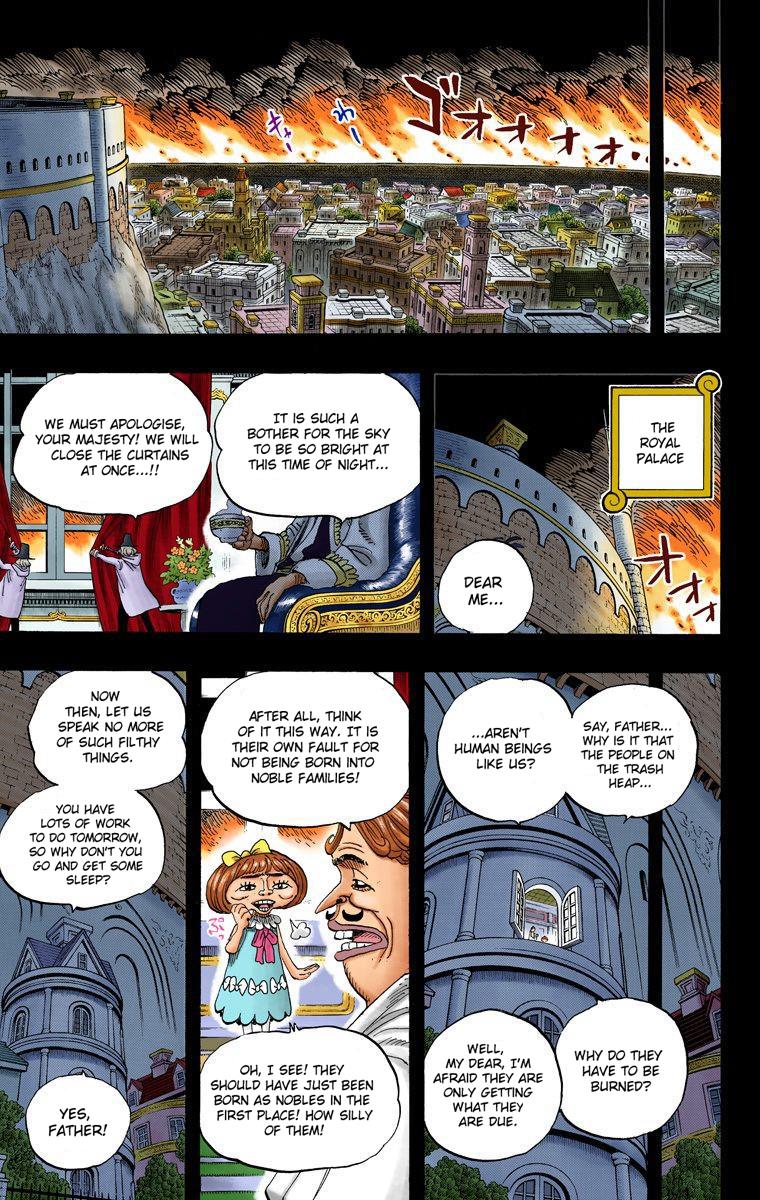 ゴオオオオオ...
わー
きゃー
THE
ROYAL
PALACE
オオオ
DEAR
ME...
IT IS SUCH A
BOTHER FOR THE SKY
TO BE SO BRIGHT AT
THIS TIME OF NIGHT...
WE MUST APOLOGISE,
YOUR MAJESTY! WE WILL
CLOSE THE CURTAINS
AT ONCE...!!
SAY, FATHER...
WHY IS IT THAT
THE PEOPLE ON
THE TRASH
HEAP...
...AREN'T
HUMAN BEINGS
LIKE US?
WHY DO THEY
HAVE TO BE
BURNED?
WELL,
MY DEAR, I'M
AFRAID THEY ARE
ONLY GETTING
WHAT THEY
ARE DUE.
AFTER ALL, THINK
OF IT THIS WAY. IT IS
THEIR OWN FAULT FOR
NOT BEING BORN INTO
NOBLE FAMILIES!
OH, I SEE! THEY
SHOULD HAVE JUST BEEN
BORN AS NOBLES IN THE
FIRST PLACE! HOW SILLY
OF THEM!
NOW
THEN, LET US
SPEAK NO MORE
OF SUCH FILTHY
THINGS.
YOU HAVE
LOTS OF WORK
TO DO TOMORROW,
SO WHY DON'T YOU
GO AND GET SOME
SLEEP?
YES,
FATHER!